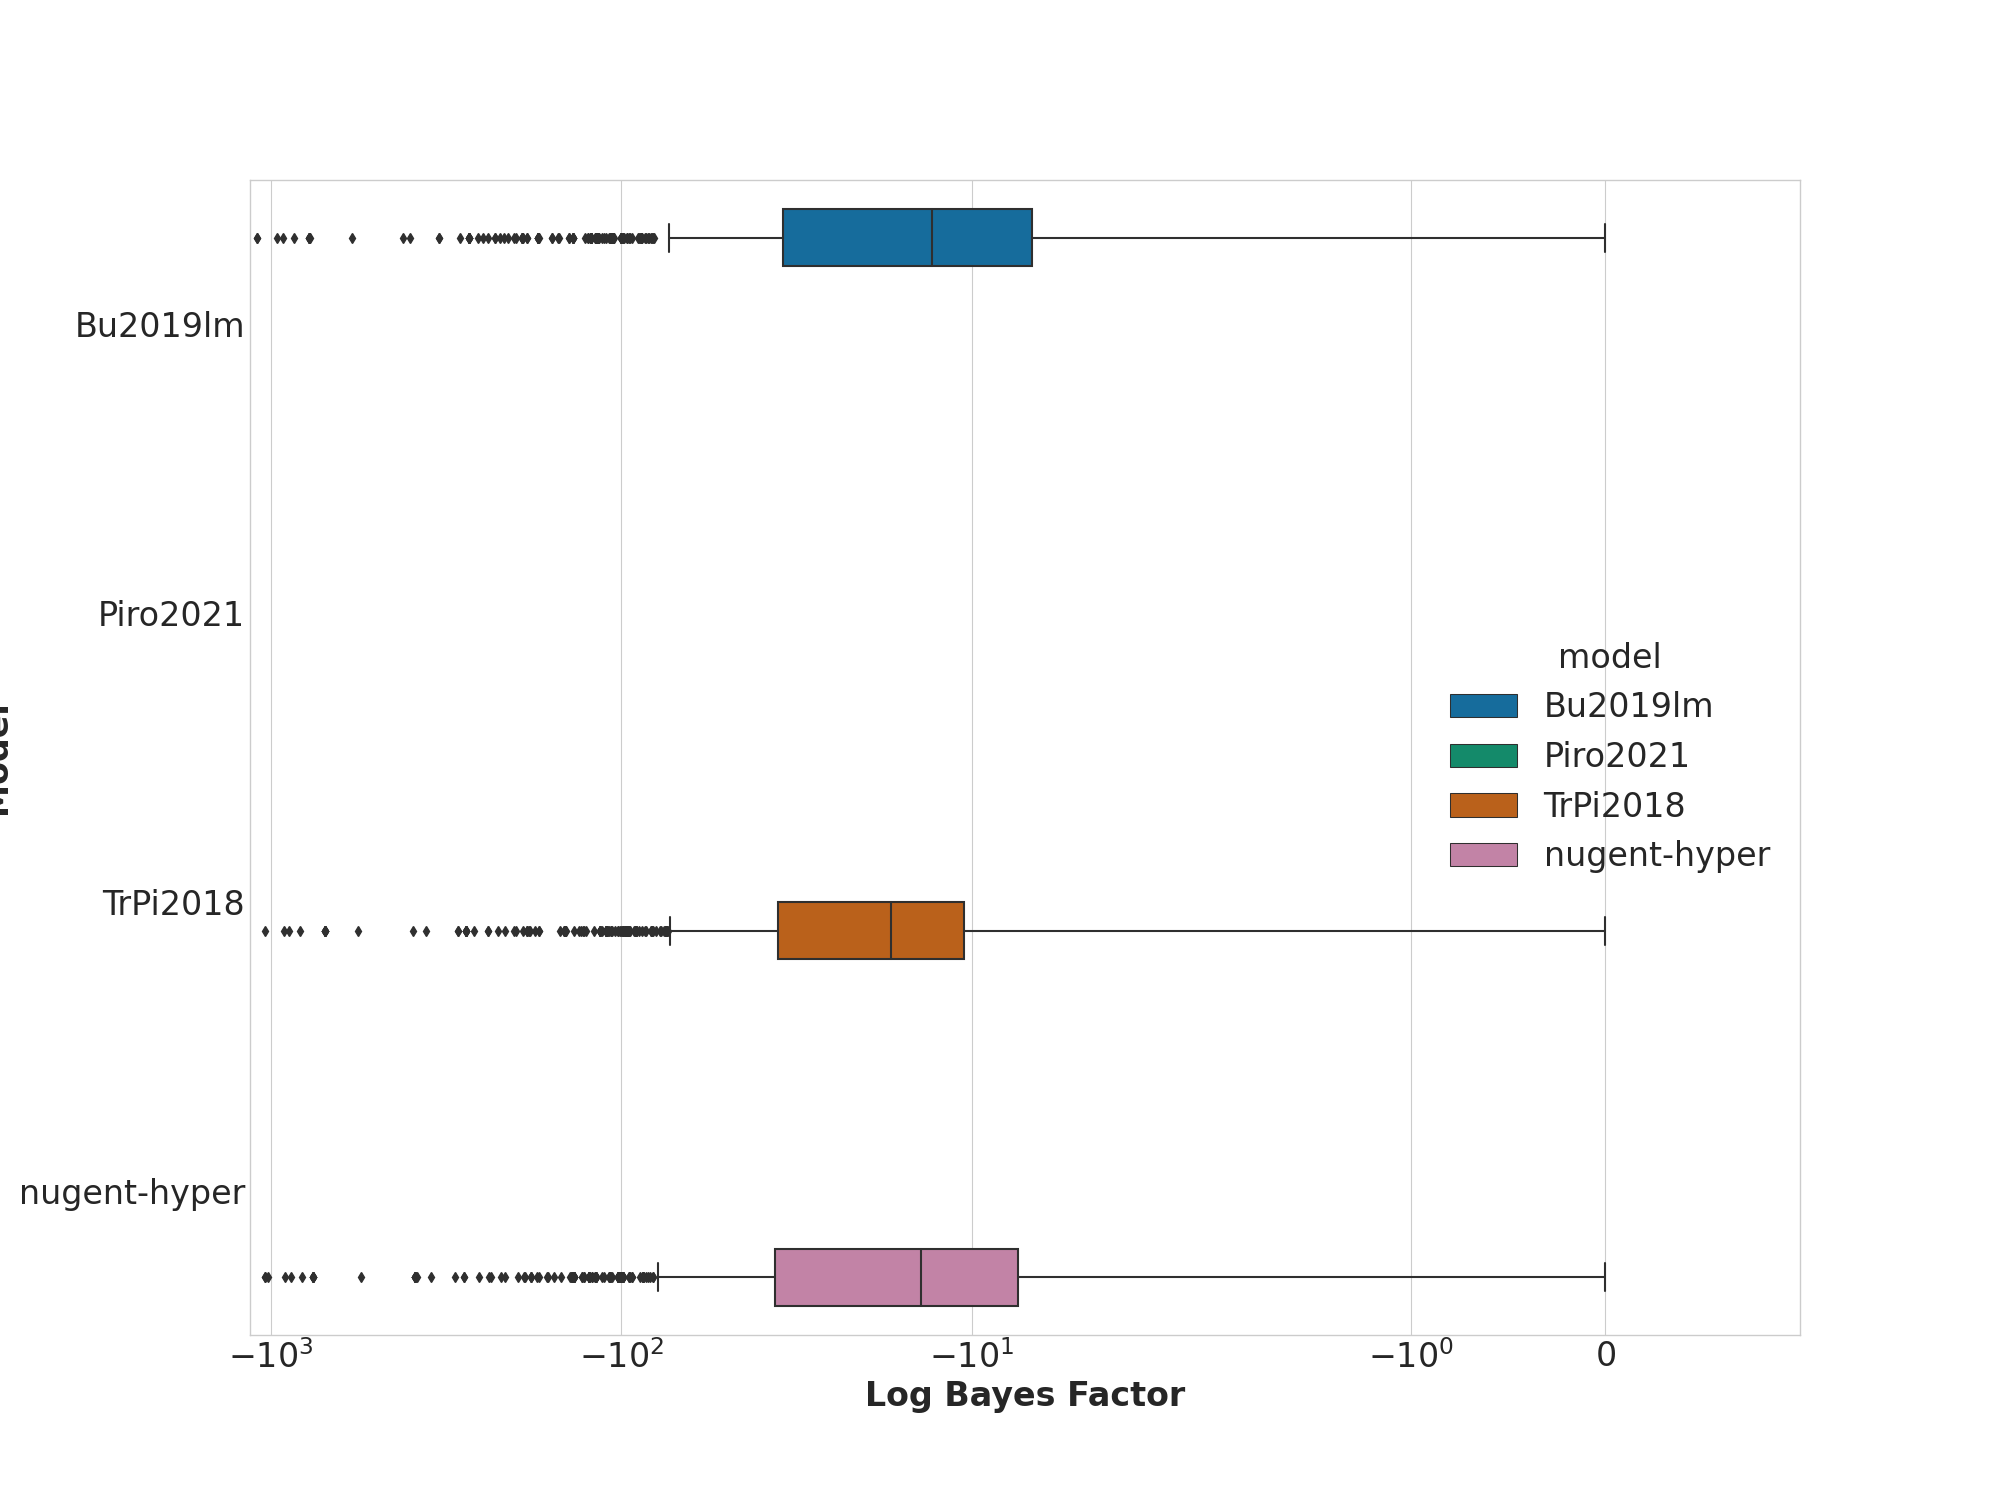 Bu2019lm
Piro2021
Model
TrPi2018
nugent-hyper
model
Bu2019lm
Piro2021
TrPi2018
nugent-hyper
−10³
−10²
−10¹
−10⁰
0
Log Bayes Factor